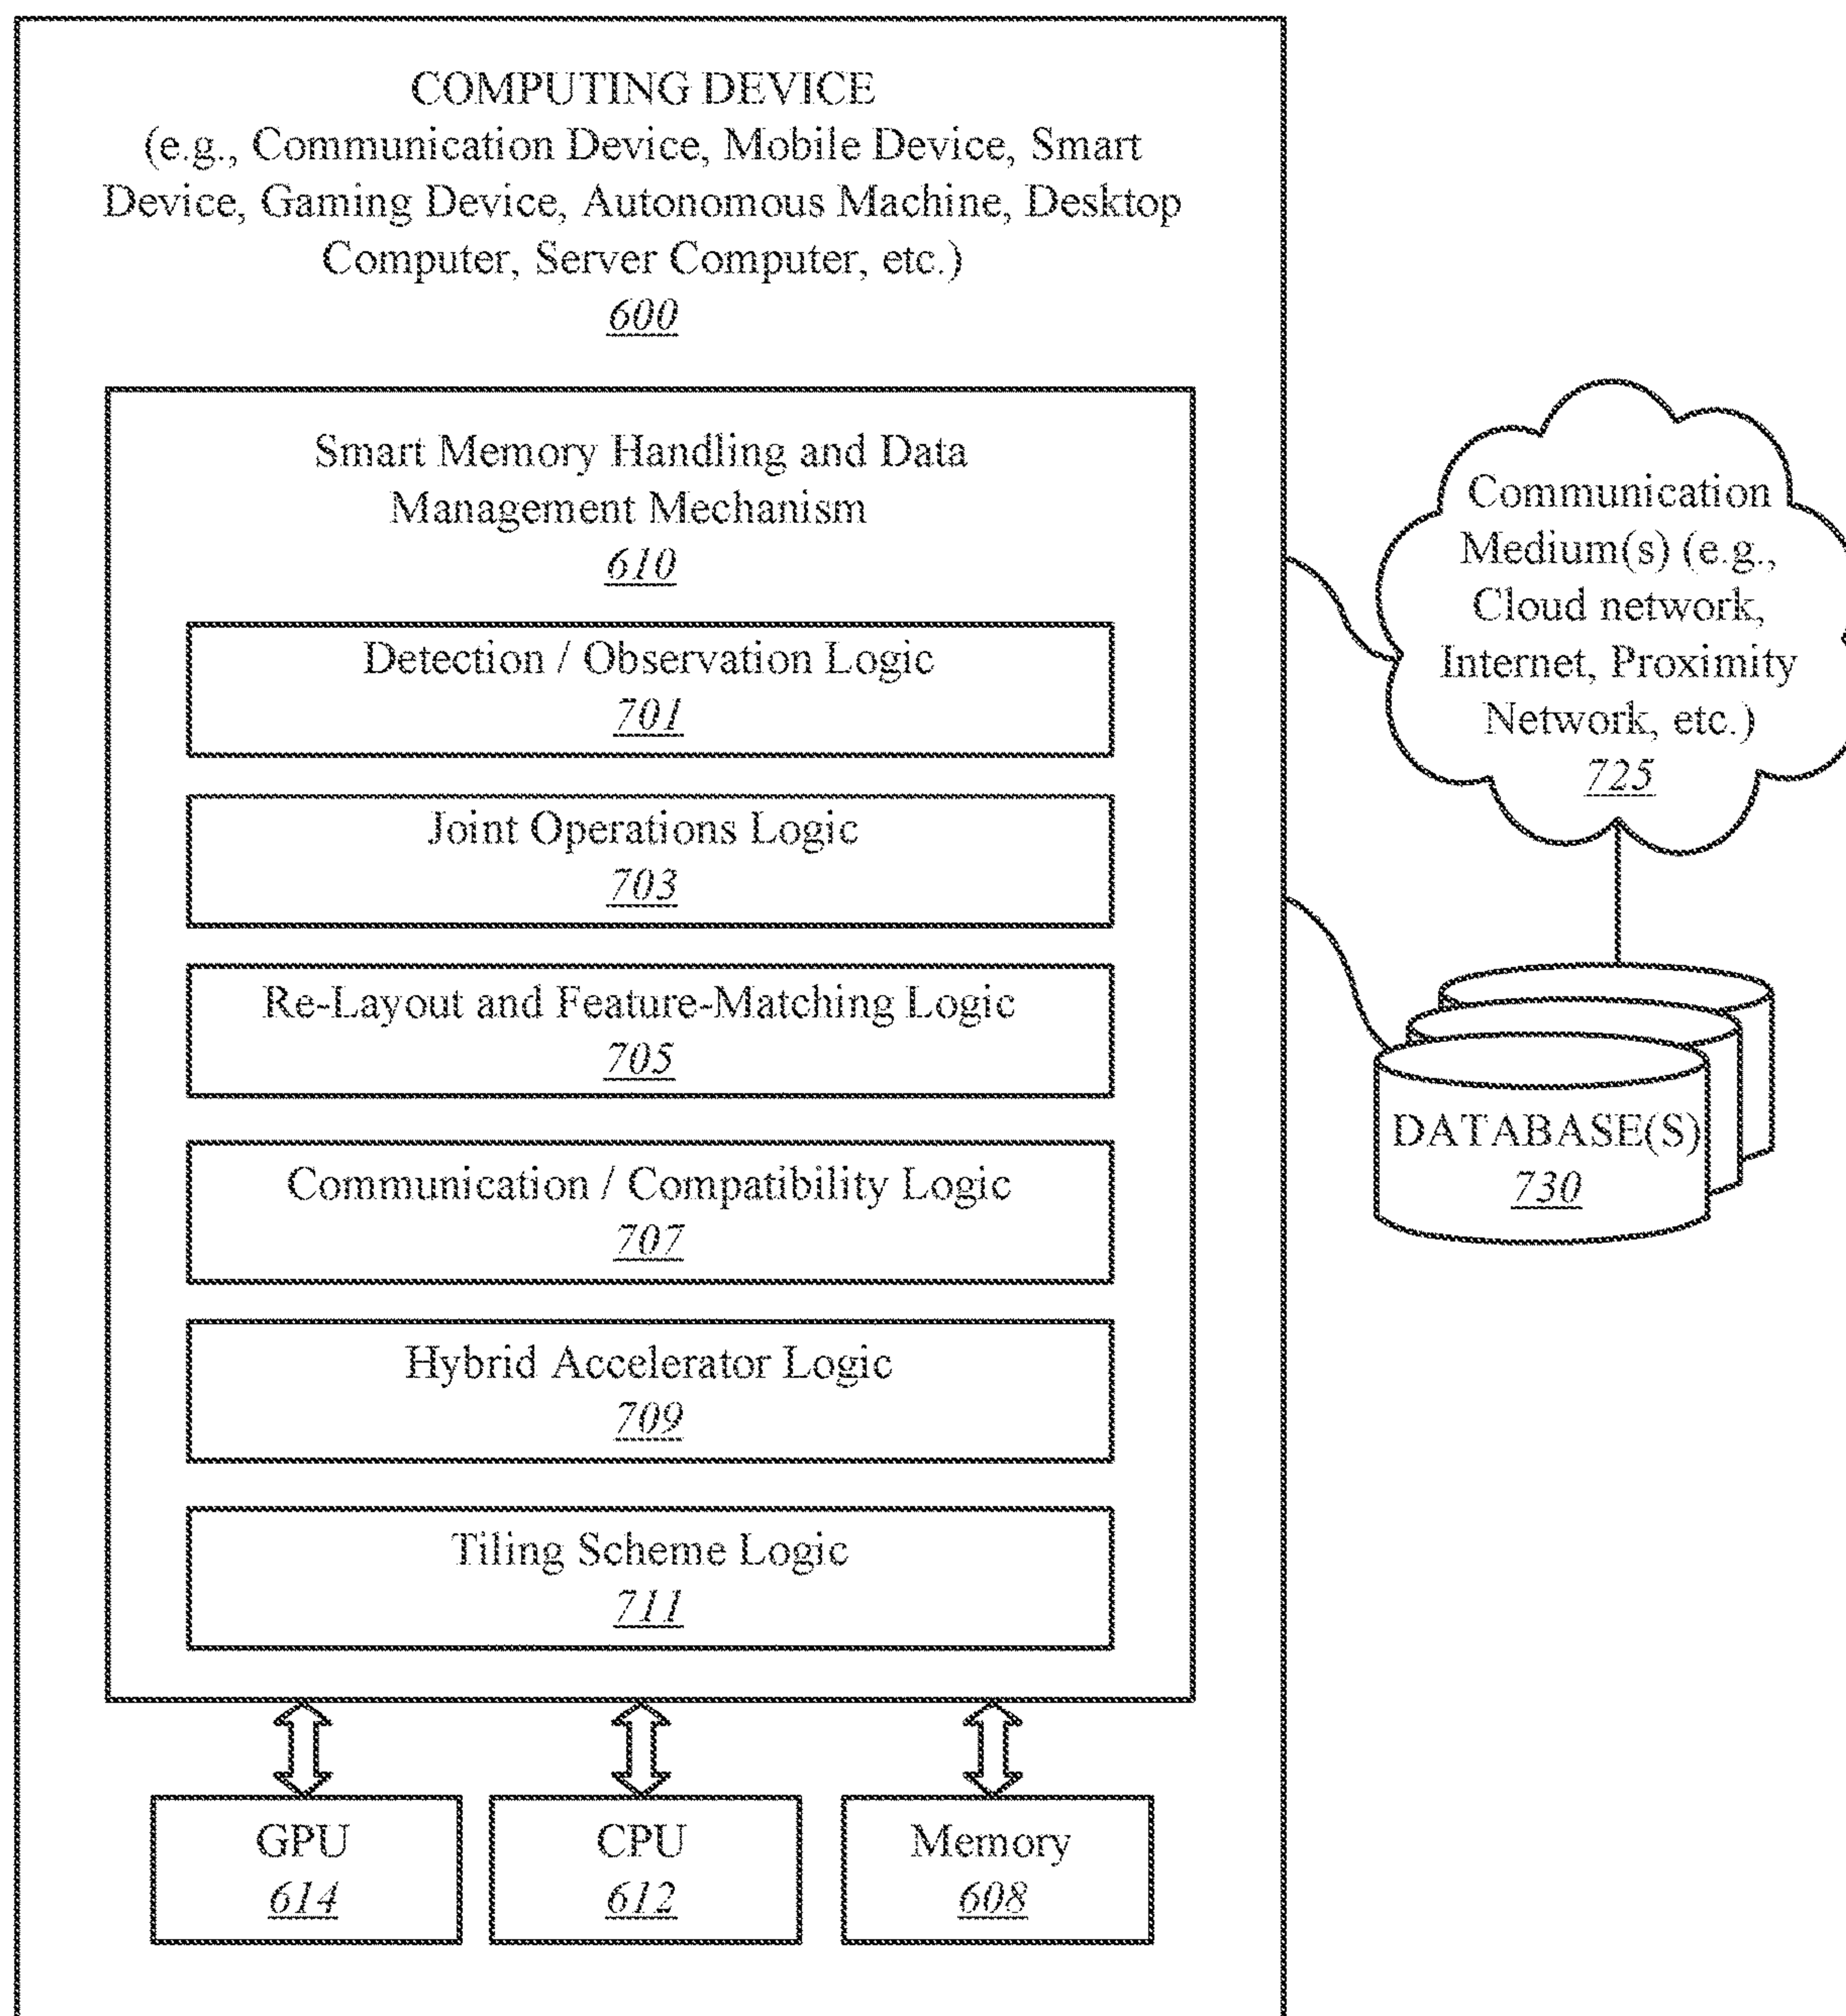 COMPUTING DEVICE
(e.g., Communication Device, Mobile Device, Smart
Device, Gaming Device, Autonomous Machine, Desktop
Computer, Server Computer, etc.)
600
Smart Memory Handling and Data
Management Mechanism
610
Detection / Observation Logic
701
Joint Operations Logic
703
Re-Layout and Feature-Matching Logic
705
Communication / Compatibility Logic
707
Hybrid Accelerator Logic
709
Tiling Scheme Logic
711
GPU
614
CPU
612
Memory
608
Communication
Medium(s) (e.g.,
Cloud network,
Internet, Proximity
Network, etc.)
725
DATABASE(S)
730